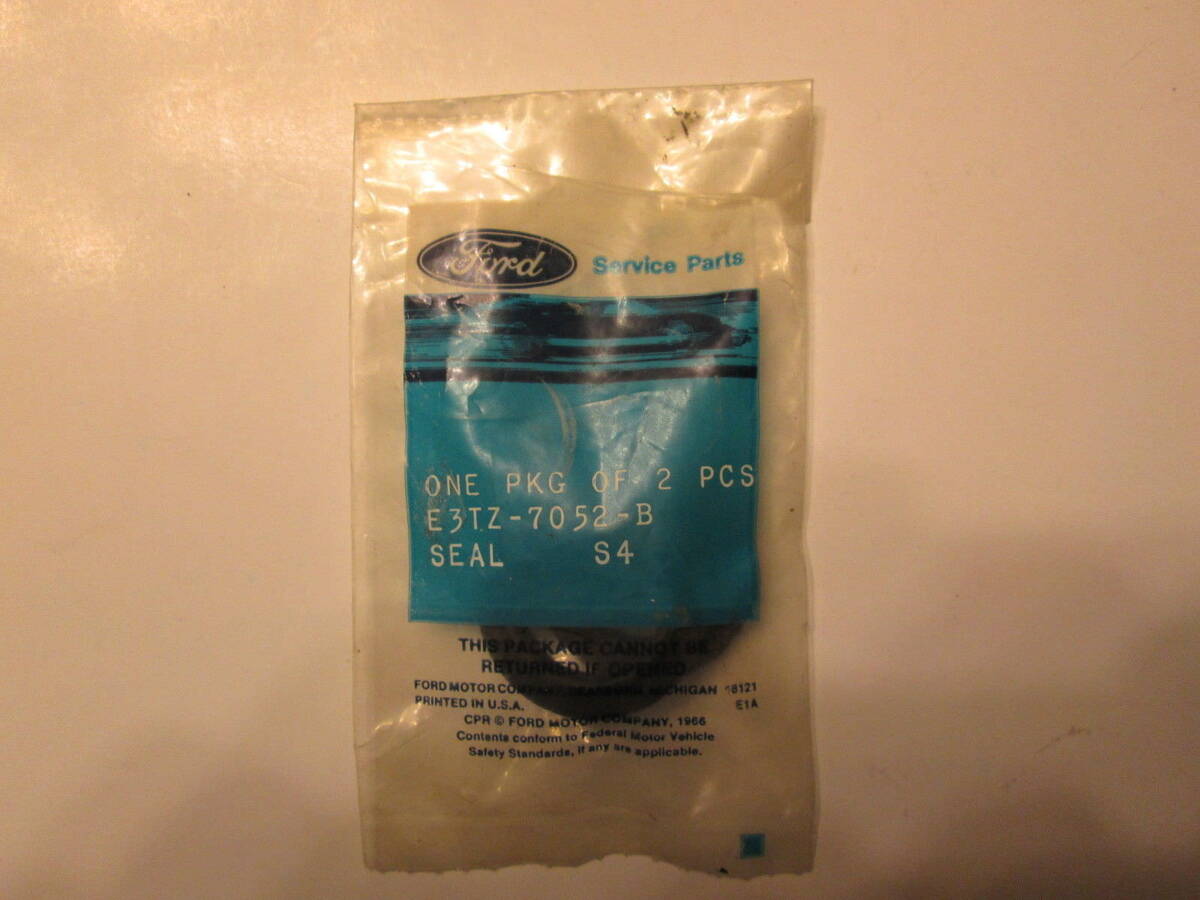 Ford Service Parts
ONE PKG OF 2 PCS
E3TZ-7052-B
SEAL S4
THIS PACKAGE CANNOT BE
RETURNED IF OPENED
FORD MOTOR COMPANY, DEARBORN, MICHIGAN 48121
PRINTED IN U.S.A. E1A
CPR © FORD MOTOR COMPANY, 1966
Contents conform to Federal Motor Vehicle
Safety Standards, if any are applicable.